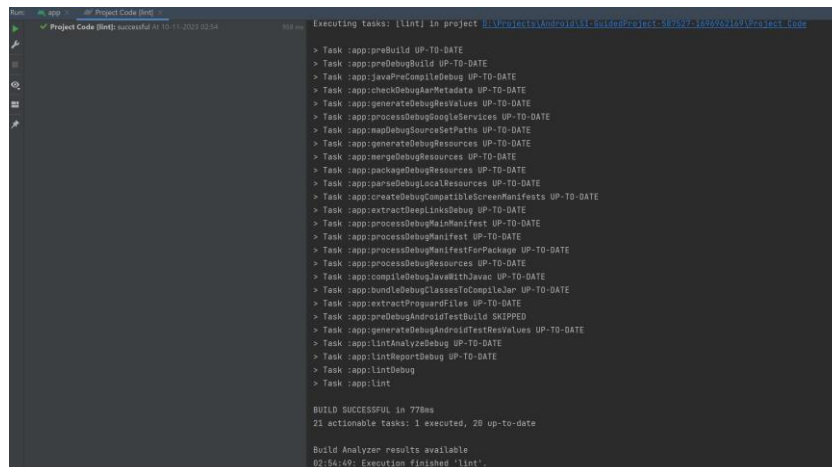 Run: app × Project Code [lint] ×
Project Code [lint]: successful At 10-11-2023 02:54 968 ms
Executing tasks: [lint] in project D:\Projects\Android\SI-GuidedProject-587527-1696962169\Project Code
> Task :app:preBuild UP-TO-DATE
> Task :app:preDebugBuild UP-TO-DATE
> Task :app:javaPreCompileDebug UP-TO-DATE
> Task :app:checkDebugAarMetadata UP-TO-DATE
> Task :app:generateDebugResValues UP-TO-DATE
> Task :app:processDebugGoogleServices UP-TO-DATE
> Task :app:mapDebugSourceSetPaths UP-TO-DATE
> Task :app:generateDebugResources UP-TO-DATE
> Task :app:mergeDebugResources UP-TO-DATE
> Task :app:packageDebugResources UP-TO-DATE
> Task :app:parseDebugLocalResources UP-TO-DATE
> Task :app:createDebugCompatibleScreenManifests UP-TO-DATE
> Task :app:extractDeepLinksDebug UP-TO-DATE
> Task :app:processDebugMainManifest UP-TO-DATE
> Task :app:processDebugManifest UP-TO-DATE
> Task :app:processDebugManifestForPackage UP-TO-DATE
> Task :app:processDebugResources UP-TO-DATE
> Task :app:compileDebugJavaWithJavac UP-TO-DATE
> Task :app:bundleDebugClassesToCompileJar UP-TO-DATE
> Task :app:extractProguardFiles UP-TO-DATE
> Task :app:preDebugAndroidTestBuild SKIPPED
> Task :app:generateDebugAndroidTestResValues UP-TO-DATE
> Task :app:lintAnalyzeDebug UP-TO-DATE
> Task :app:lintReportDebug UP-TO-DATE
> Task :app:lintDebug
> Task :app:lint
BUILD SUCCESSFUL in 778ms
21 actionable tasks: 1 executed, 20 up-to-date
Build Analyzer results available
02:54:49: Execution finished 'lint'.